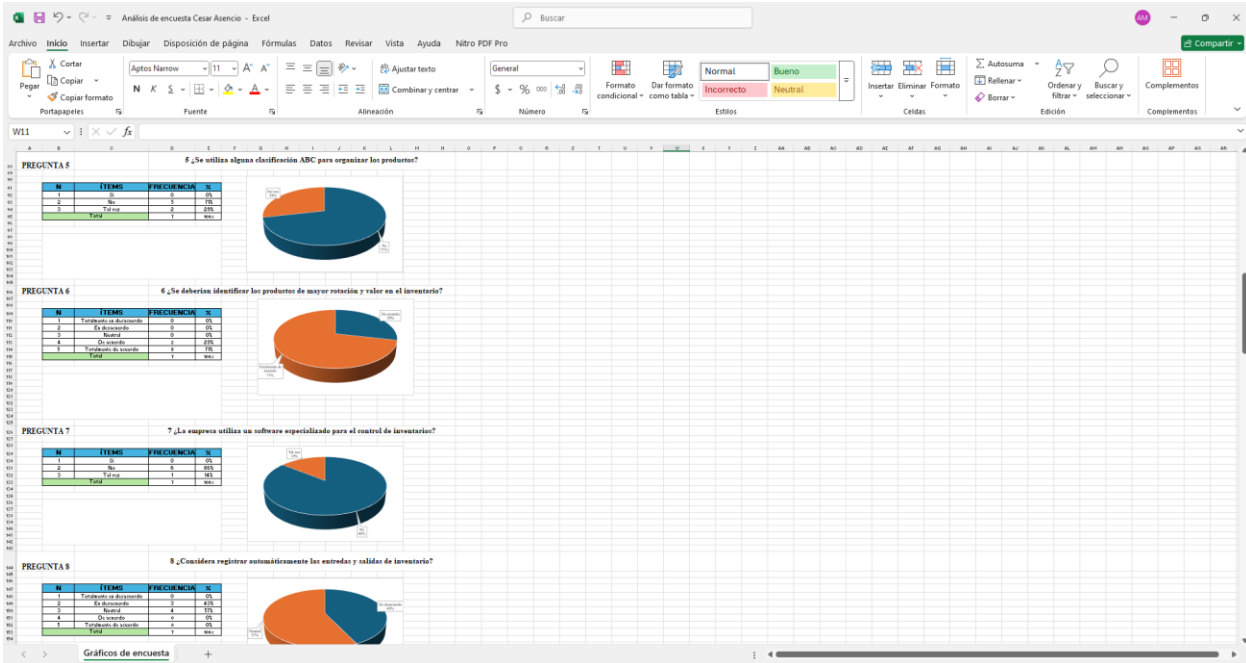 Análisis de encuesta Cesar Asencio - Excel
Buscar
AM
Archivo Inicio Insertar Dibujar Disposición de página Fórmulas Datos Revisar Vista Ayuda Nitro PDF Pro
Compartir
Pegar
Cortar
Copiar
Copiar formato
Portapapeles
Aptos Narrow 11
N K S
Fuente
Ajustar texto
Combinar y centrar
Alineación
General
$ % 000
Número
Formato condicional
Dar formato como tabla
Normal Bueno
Incorrecto Neutral
Estilos
Insertar Eliminar Formato
Celdas
Autosuma
Rellenar
Borrar
Ordenar y filtrar
Buscar y seleccionar
Edición
Complementos
Complementos
W11
fx
PREGUNTA 5
5 ¿Se utiliza alguna clasificación ABC para organizar los productos?
N ÍTEMS FRECUENCIA %
1 Si 0 0%
2 No 5 71%
3 Tal vez 2 29%
Total 7 100%
PREGUNTA 6
6 ¿Se deberían identificar los productos de mayor rotación y valor en el inventario?
N ÍTEMS FRECUENCIA %
1 Totalmente en desacuerdo 0 0%
2 En desacuerdo 0 0%
3 Neutral 0 0%
4 De acuerdo 2 29%
5 Totalmente de acuerdo 5 71%
Total 7 100%
PREGUNTA 7
7 ¿La empresa utiliza un software especializado para el control de inventarios?
N ÍTEMS FRECUENCIA %
1 Si 0 0%
2 No 6 86%
3 Tal vez 1 14%
Total 7 100%
PREGUNTA 8
8 ¿Considera registrar automáticamente las entredas y salidas de inventario?
N ÍTEMS FRECUENCIA %
1 Totalmente en desacuerdo 0 0%
2 En desacuerdo 3 43%
3 Neutral 4 57%
4 De acuerdo 0 0%
5 Totalmente de acuerdo 0 0%
Total 7 100%
Gráficos de encuesta